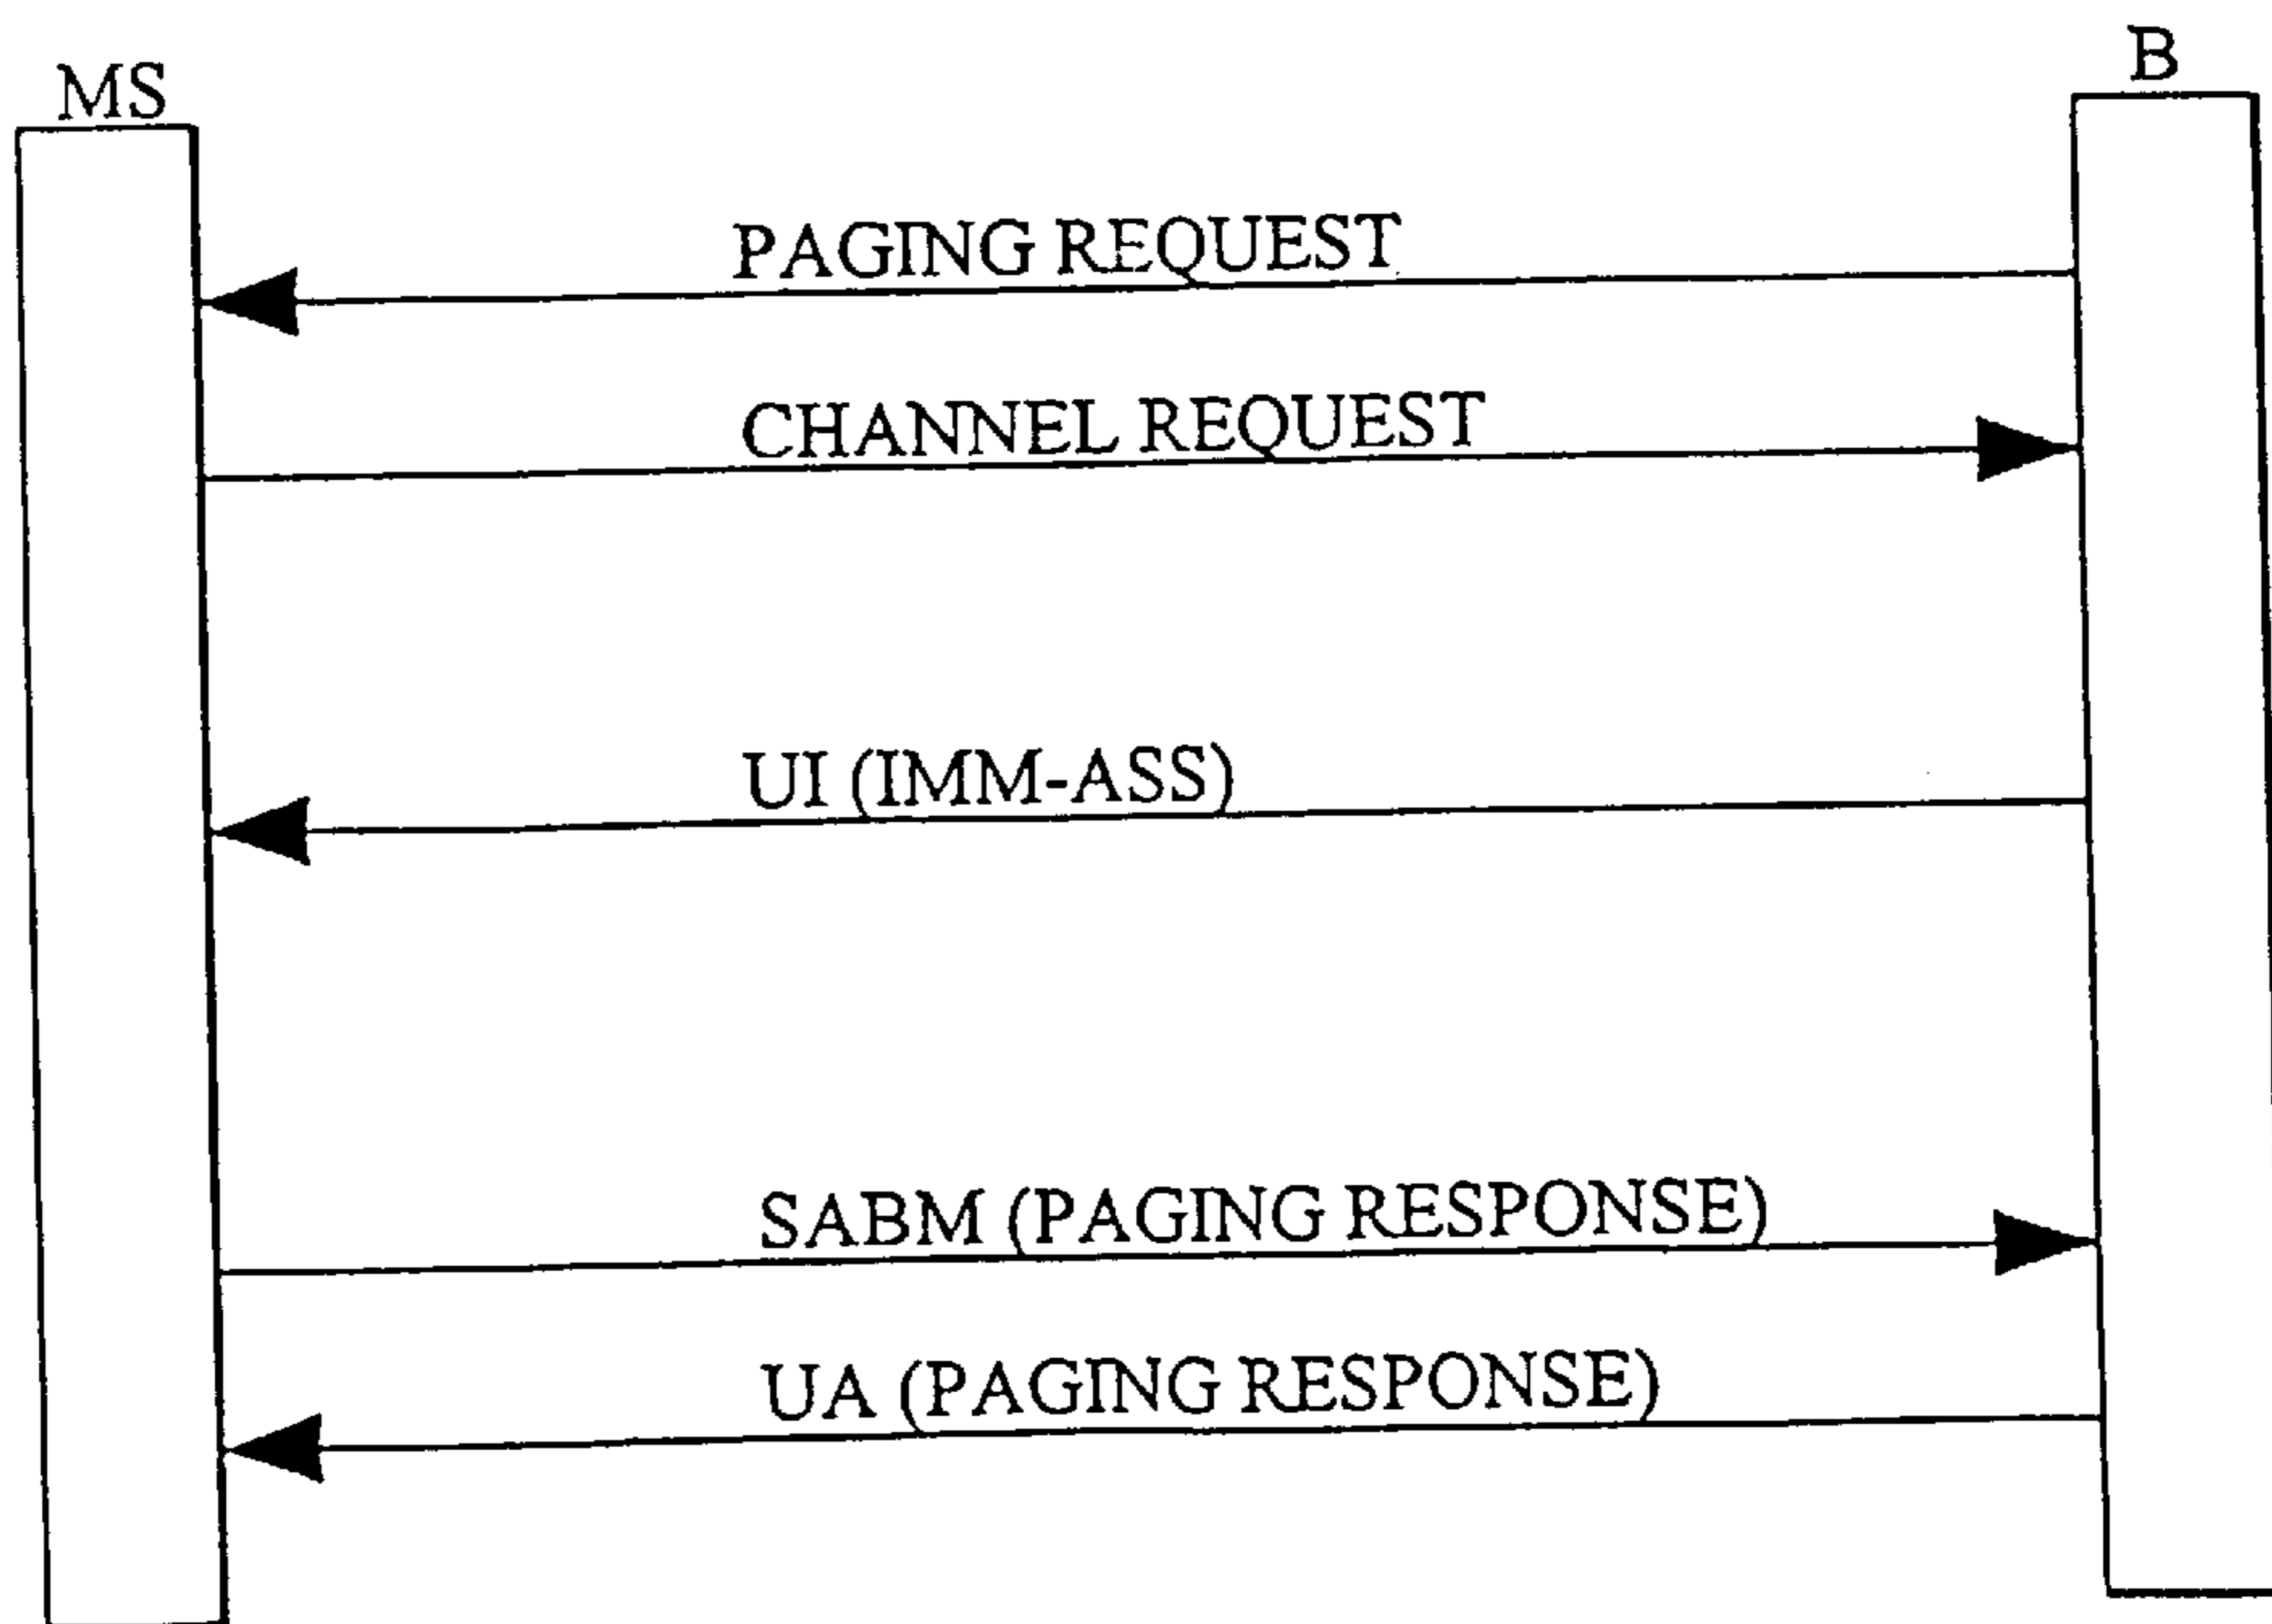 MS
B
PAGING REQUEST
CHANNEL REQUEST
UI (IMM-ASS)
SABM (PAGING RESPONSE)
UA (PAGING RESPONSE)